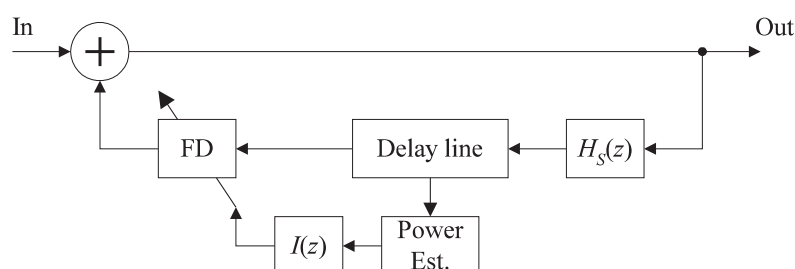 In
Out
+
FD
Delay line
H_S(z)
I(z)
Power
Est.